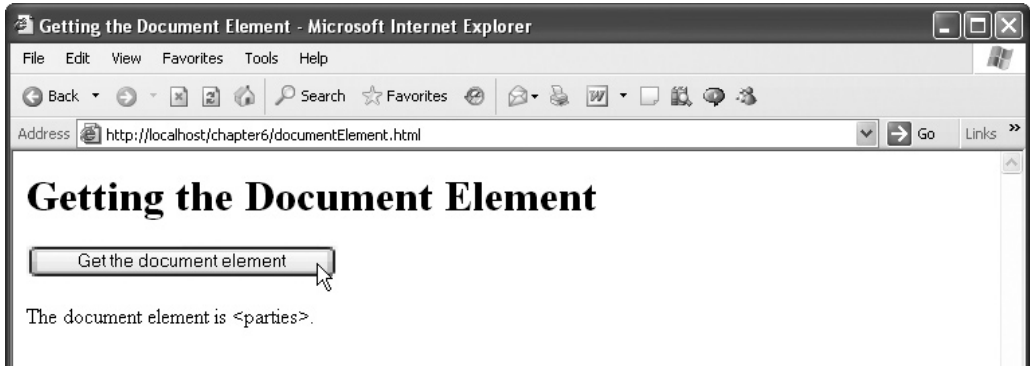 Getting the Document Element - Microsoft Internet Explorer
File Edit View Favorites Tools Help
Back Search Favorites
Address http://localhost/chapter6/documentElement.html Go Links »
Getting the Document Element
Get the document element
The document element is <parties>.